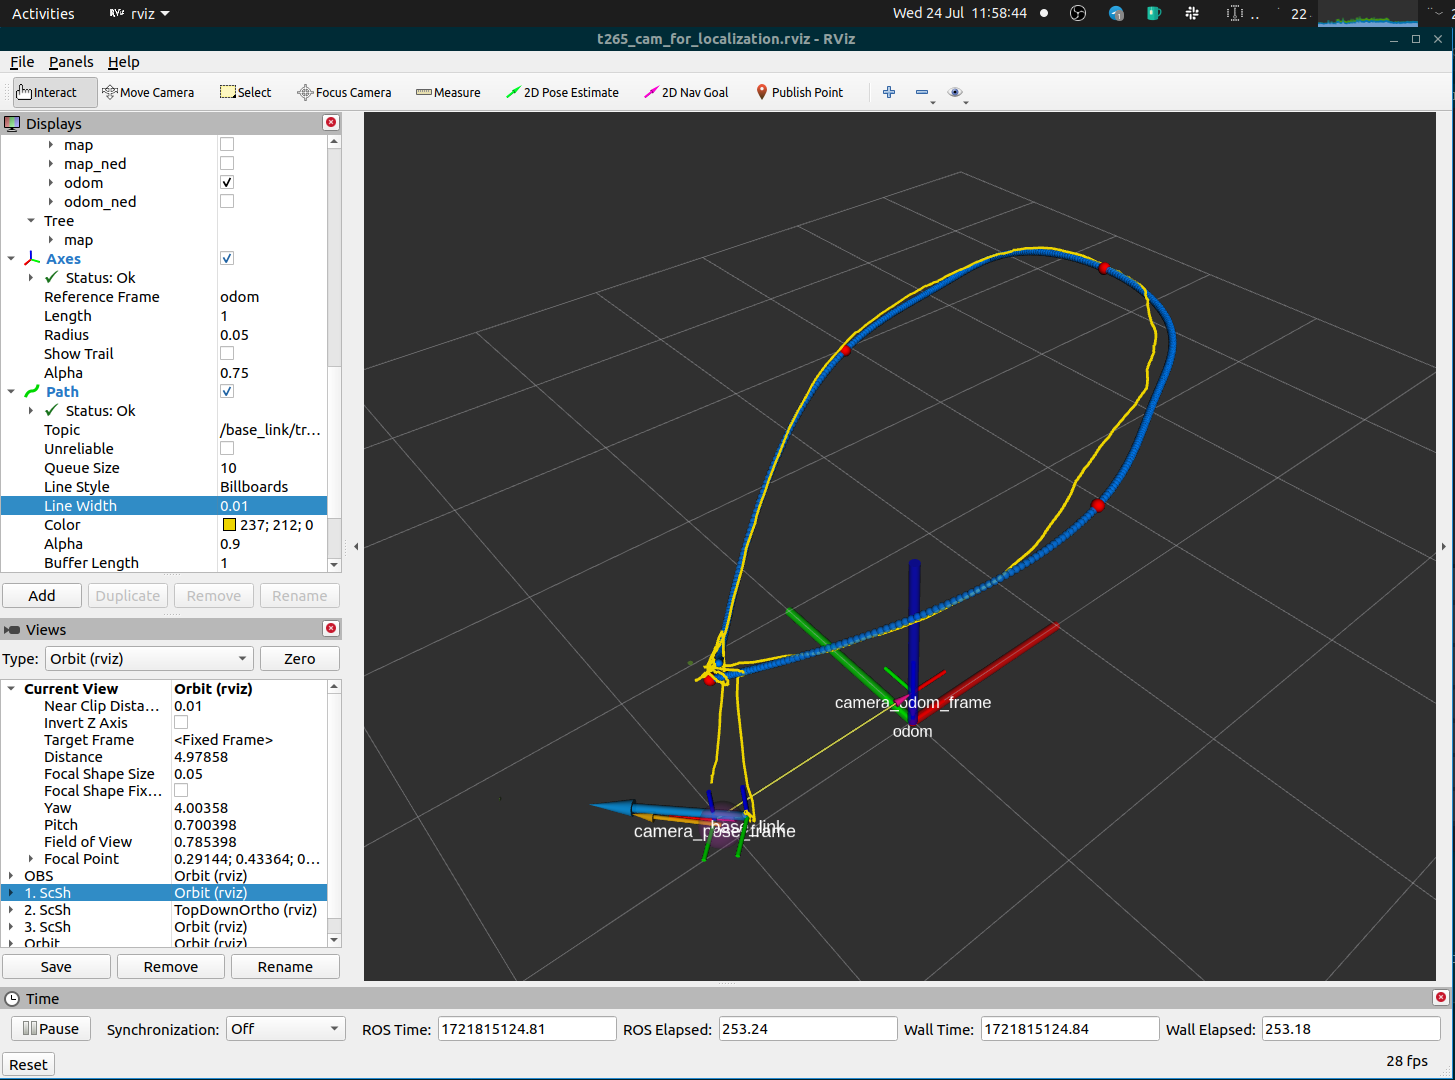 Activities
RViz rviz
Wed 24 Jul 11:58:44
22
t265_cam_for_localization.rviz - RViz
File Panels Help
Interact Move Camera Select Focus Camera Measure 2D Pose Estimate 2D Nav Goal Publish Point
Displays
map
map_ned
odom
odom_ned
Tree
map
Axes
Status: Ok
Reference Frame odom
Length 1
Radius 0.05
Show Trail
Alpha 0.75
Path
Status: Ok
Topic /base_link/tr...
Unreliable
Queue Size 10
Line Style Billboards
Line Width 0.01
Color 237; 212; 0
Alpha 0.9
Buffer Length 1
Add Duplicate Remove Rename
Views
Type: Orbit (rviz) Zero
Current View Orbit (rviz)
Near Clip Dista... 0.01
Invert Z Axis
Target Frame <Fixed Frame>
Distance 4.97858
Focal Shape Size 0.05
Focal Shape Fix...
Yaw 4.00358
Pitch 0.700398
Field of View 0.785398
Focal Point 0.29144; 0.43364; 0...
OBS Orbit (rviz)
1. ScSh Orbit (rviz)
2. ScSh TopDownOrtho (rviz)
3. ScSh Orbit (rviz)
Orbit Orbit (rviz)
Save Remove Rename
camera_odom_frame
odom
base_link
camera_pose_frame
Time
Pause Synchronization: Off ROS Time: 1721815124.81 ROS Elapsed: 253.24 Wall Time: 1721815124.84 Wall Elapsed: 253.18
Reset 28 fps